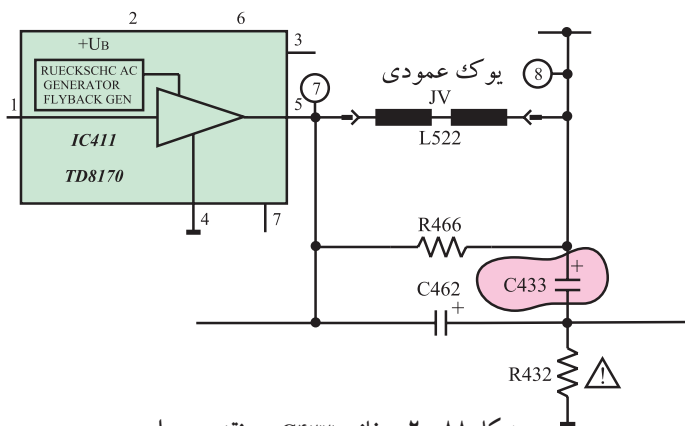 2 6
+UB
3
RUECKSCHC AC
GENERATOR
FLYBACK GEN
1
5
7
8
یوک عمودی
JV
L522
IC411
TD8170
4
7
R466
C433
+
C462
+
R432
!